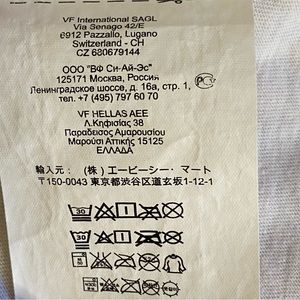 VF International SAGL
Via Senago 42/E
6912 Pazzallo, Lugano
Switzerland - CH
CZ 680679144
ООО "ВФ Си-Ай-Эс"
125171 Москва, Россия
Ленинградское шоссе, д. 16а, стр. 1,
тел. +7 (495) 797 60 70
VF HELLAS AEE
Λ.Κηφισίας 38
Παραδεισος Αμαρουσίου
Μαρούσι Αττικής 15125
ΕΛΛΑΔΑ
輸入元: (株) エービーシー・マート
〒150-0043 東京都渋谷区道玄坂1-12-1
30
30